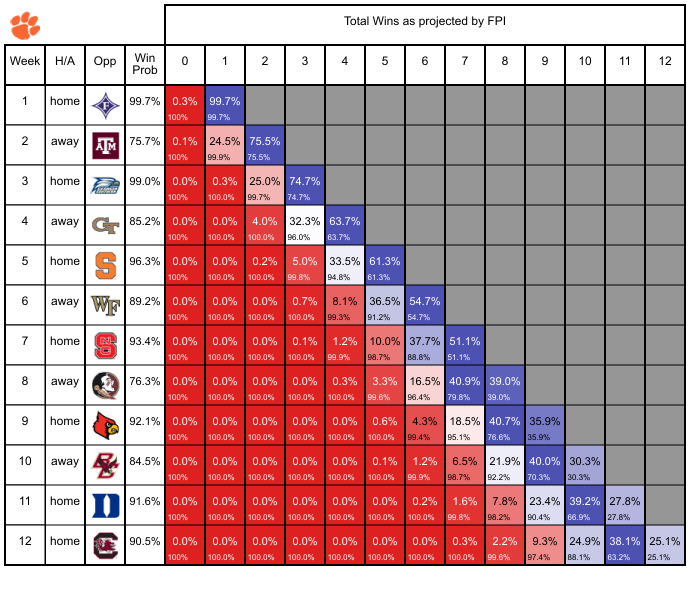 Total Wins as projected by FPI
Week H/A Opp Win Prob 0 1 2 3 4 5 6 7 8 9 10 11 12
1 home F 99.7% 0.3% 99.7%
100% 99.7%
2 away ATM 75.7% 0.1% 24.5% 75.5%
100% 99.9% 75.5%
3 home 99.0% 0.0% 0.3% 25.0% 74.7%
100% 100.0% 99.7% 74.7%
4 away GT 85.2% 0.0% 0.0% 4.0% 32.3% 63.7%
100% 100.0% 100.0% 96.0% 63.7%
5 home S 96.3% 0.0% 0.0% 0.2% 5.0% 33.5% 61.3%
100% 100.0% 100.0% 99.8% 94.8% 61.3%
6 away WF 89.2% 0.0% 0.0% 0.0% 0.7% 8.1% 36.5% 54.7%
100% 100.0% 100.0% 100.0% 99.3% 91.2% 54.7%
7 home S 93.4% 0.0% 0.0% 0.0% 0.1% 1.2% 10.0% 37.7% 51.1%
100% 100.0% 100.0% 100.0% 99.9% 98.7% 88.8% 51.1%
8 away 76.3% 0.0% 0.0% 0.0% 0.0% 0.3% 3.3% 16.5% 40.9% 39.0%
100% 100.0% 100.0% 100.0% 100.0% 99.6% 96.4% 79.8% 39.0%
9 home 92.1% 0.0% 0.0% 0.0% 0.0% 0.0% 0.6% 4.3% 18.5% 40.7% 35.9%
100% 100.0% 100.0% 100.0% 100.0% 100.0% 99.4% 95.1% 76.6% 35.9%
10 away BC 84.5% 0.0% 0.0% 0.0% 0.0% 0.0% 0.1% 1.2% 6.5% 21.9% 40.0% 30.3%
100% 100.0% 100.0% 100.0% 100.0% 100.0% 99.9% 98.7% 92.2% 70.3% 30.3%
11 home D 91.6% 0.0% 0.0% 0.0% 0.0% 0.0% 0.0% 0.2% 1.6% 7.8% 23.4% 39.2% 27.8%
100% 100.0% 100.0% 100.0% 100.0% 100.0% 100.0% 99.8% 98.2% 90.4% 66.9% 27.8%
12 home C 90.5% 0.0% 0.0% 0.0% 0.0% 0.0% 0.0% 0.0% 0.3% 2.2% 9.3% 24.9% 38.1% 25.1%
100% 100.0% 100.0% 100.0% 100.0% 100.0% 100.0% 100.0% 99.6% 97.4% 88.1% 63.2% 25.1%